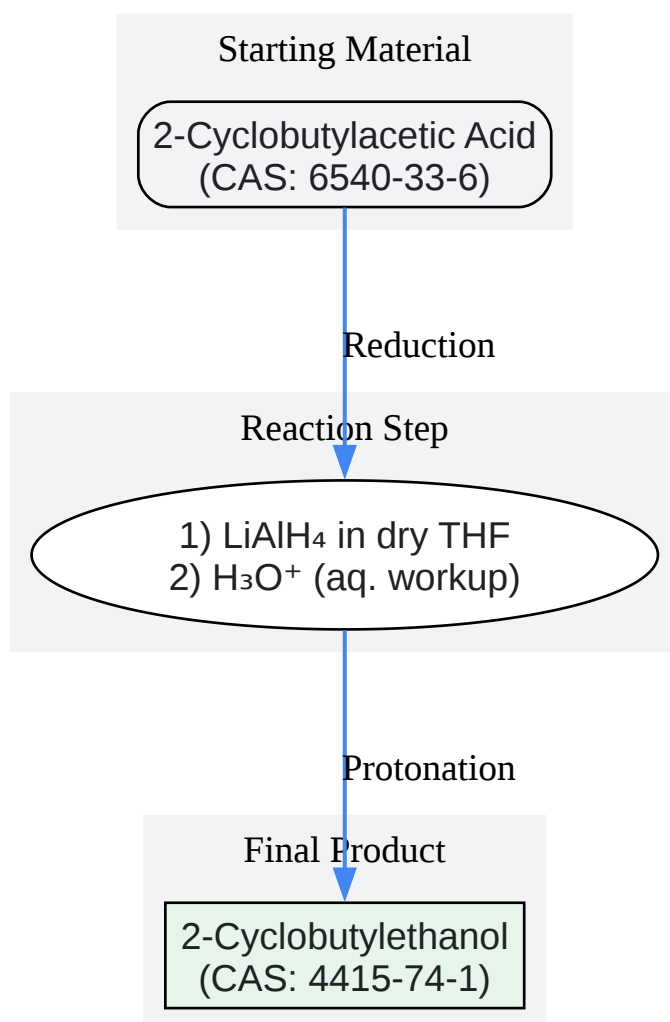 Starting Material
2-Cyclobutylacetic Acid
(CAS: 6540-33-6)
Reduction
Reaction Step
1) LiAlH₄ in dry THF
2) H₃O⁺ (aq. workup)
Protonation
Final Product
2-Cyclobutylethanol
(CAS: 4415-74-1)